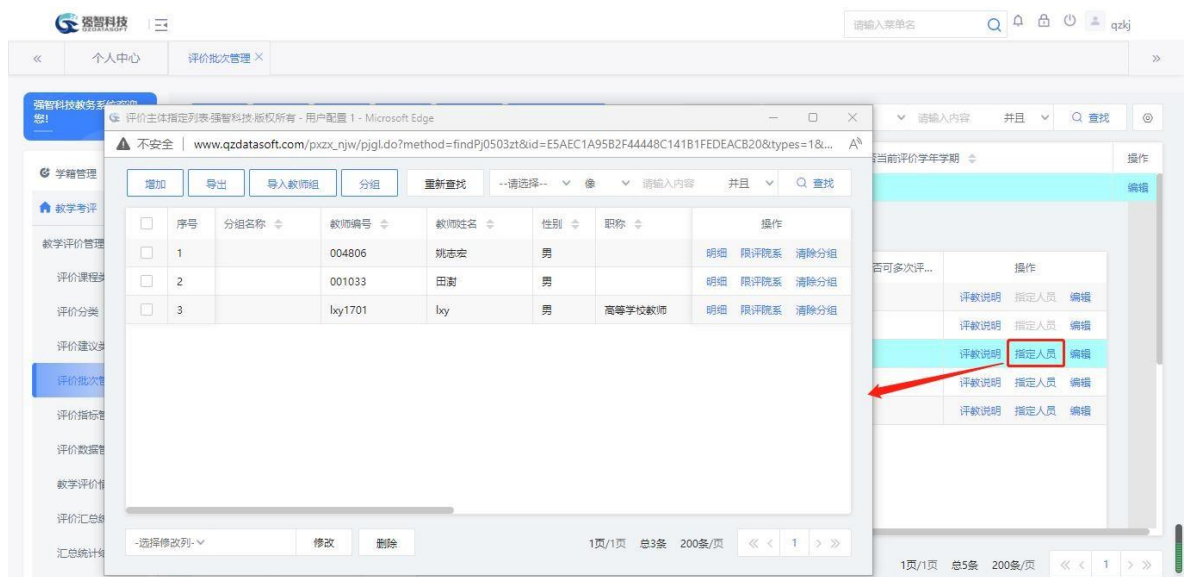 强智科技
QZDATASOFT
请输入菜单名
qzkj
«
个人中心
评价批次管理 ×
»
强智科技教务系统欢迎
您!
学籍管理
教学考评
教学评价管理
评价课程类
评价分类
评价建议类
评价批次管
评价指标管
评价数据管
教学评价情
评价汇总统
汇总统计结
评价主体指定列表-强智科技-版权所有 - 用户配置 1 - Microsoft Edge
不安全 | www.qzdatasoft.com/pxzx_njw/pjgl.do?method=findPj0503zt&id=E5AEC1A95B2F44448C141B1FEDEACB20&types=1&...
增加 导出 导入教师组 分组 重新查找 --请选择-- 像 请输入内容 并且 查找
序号 分组名称 教师编号 教师姓名 性别 职称 操作
1 004806 姚志宏 男 明细 限评院系 清除分组
2 001033 田澍 男 明细 限评院系 清除分组
3 lxy1701 lxy 男 高等学校教师 明细 限评院系 清除分组
-选择修改列- 修改 删除 1页/1页 总3条 200条/页 « < 1 > »
请输入内容 并且 查找
当前评价学年学期 操作
编辑
否可多次评... 操作
评教说明 指定人员 编辑
评教说明 指定人员 编辑
评教说明 指定人员 编辑
评教说明 指定人员 编辑
评教说明 指定人员 编辑
1页/1页 总5条 200条/页 « < 1 > »